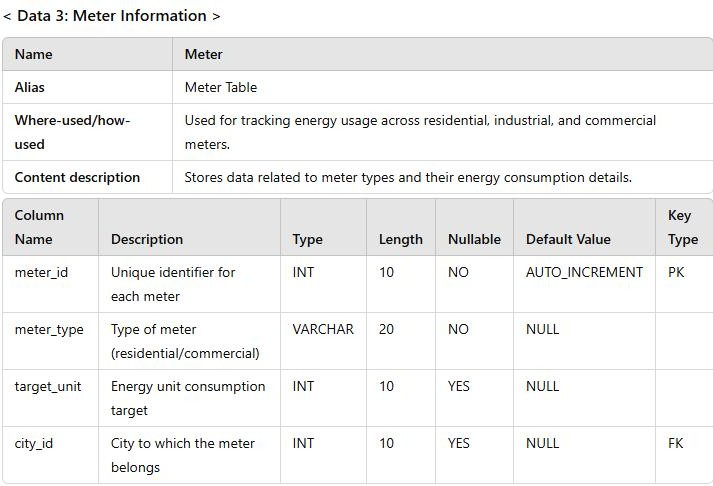 < Data 3: Meter Information >
Name Meter
Alias Meter Table
Where-used/how- Used for tracking energy usage across residential, industrial, and commercial
used meters.
Content description Stores data related to meter types and their energy consumption details.
Column Key
Name Description Type Length Nullable Default Value Type
meter_id Unique identifier for INT 10 NO AUTO_INCREMENT PK
each meter
meter_type Type of meter VARCHAR 20 NO NULL
(residential/commercial)
target_unit Energy unit consumption INT 10 YES NULL
target
city_id City to which the meter INT 10 YES NULL FK
belongs